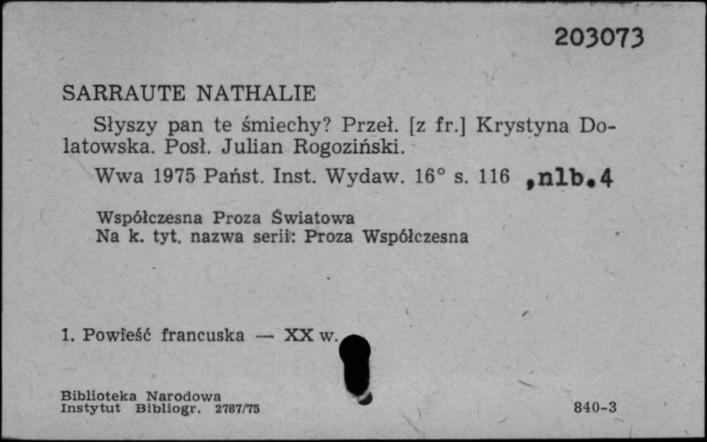 203073
SARRAUTE NATHALIE
Słyszy pan te śmiechy? Przeł. [z fr.] Krystyna Do-
latowska. Posł. Julian Rogoziński.
Wwa 1975 Państ. Inst. Wydaw. 16° s. 116 ,nlb.4
Współczesna Proza Światowa
Na k. tyt. nazwa serii: Proza Współczesna
1. Powieść francuska — XX w.
Biblioteka Narodowa
Instytut Bibliogr. 2787/75
840-3